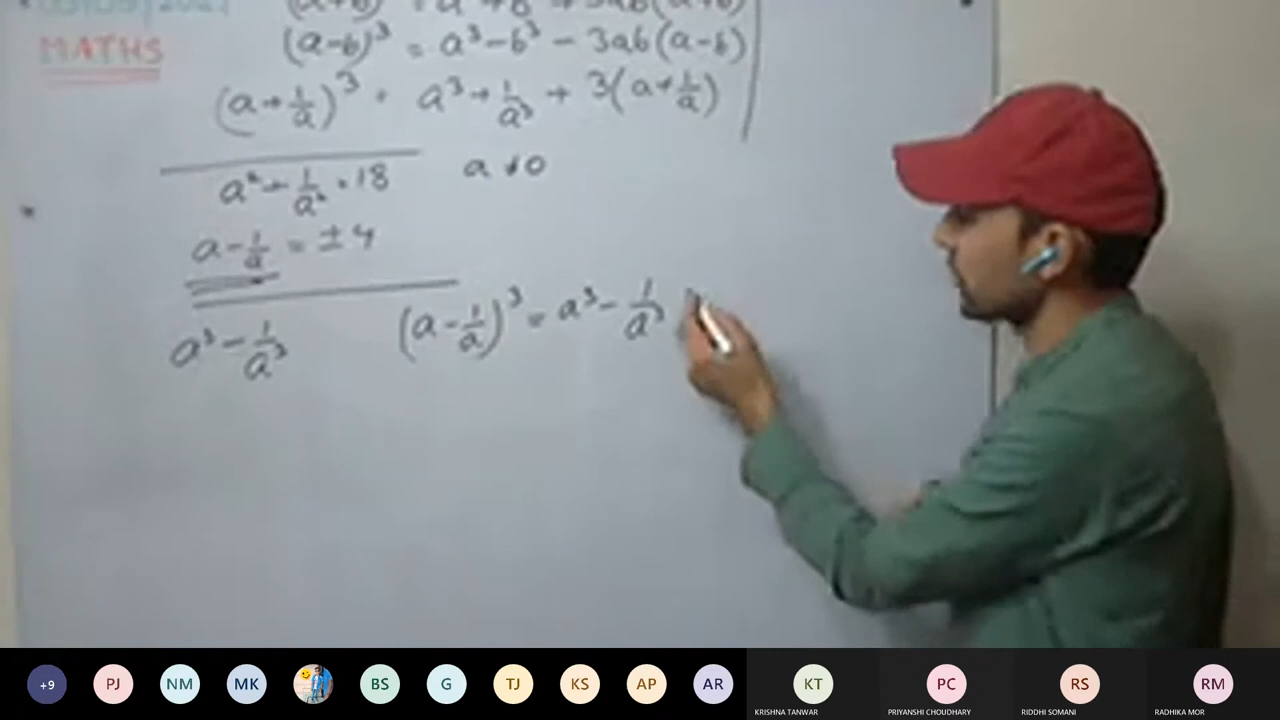 MATHS
(a-b)³ = a³-b³ - 3ab(a-b)
(a+1/a)³ = a³+1/a³ + 3(a+1/a)
a²+1/a²=18 a≠0
a-1/a = ±4
a³-1/a³ (a-1/a)³ = a³-1/a³
+9 PJ NM MK BS G TJ KS AP AR KT PC RS RM
KRISHNA TANWAR PRIYANSHI CHOUDHARY RIDDHI SOMANI RADHIKA MOR